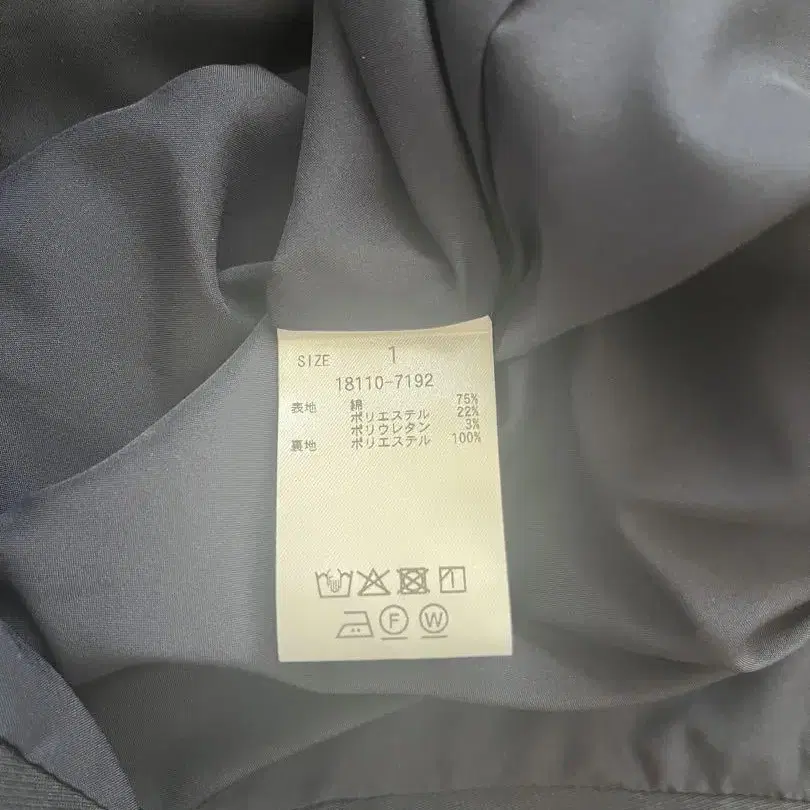 SIZE 1
18110-7192
表地 綿 75%
ポリエステル 22%
ポリウレタン 3%
裏地 ポリエステル 100%
F W